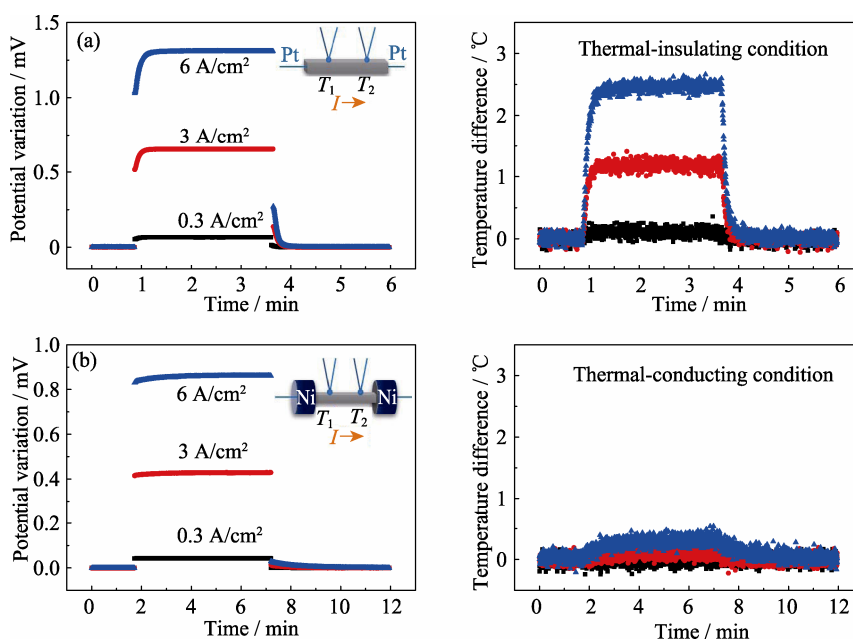 (a)
Potential variation / mV
1.5
1.0
0.5
0
6 A/cm²
3 A/cm²
0.3 A/cm²
Pt
Pt
T₁
T₂
I→
0 1 2 3 4 5 6
Time / min
Thermal-insulating condition
Temperature difference / ℃
3
2
1
0
0 1 2 3 4 5 6
Time / min
(b)
Potential variation / mV
1.0
0.8
0.6
0.4
0.2
0.0
6 A/cm²
3 A/cm²
0.3 A/cm²
Ni
Ni
T₁
T₂
I→
0 2 4 6 8 10 12
Time / min
Thermal-conducting condition
Temperature difference / ℃
3
2
1
0
0 2 4 6 8 10 12
Time / min